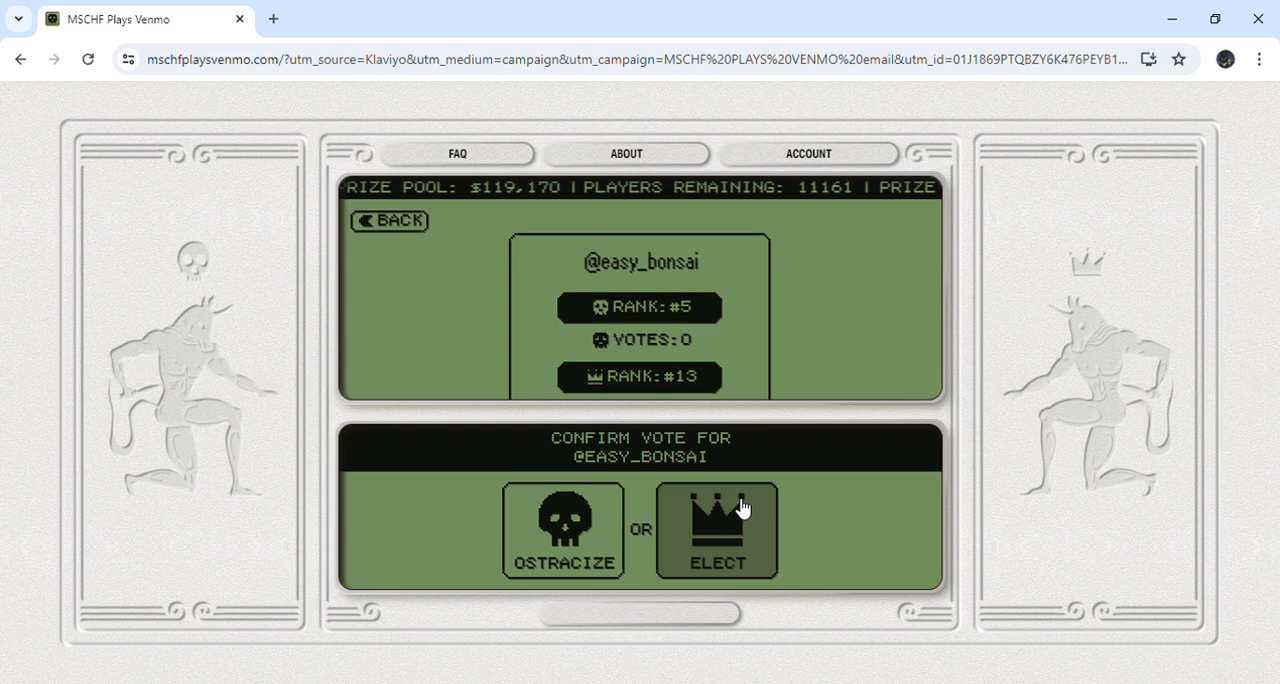 MSCHF Plays Venmo
mschfplaysvenmo.com/?utm_source=Klaviyo&utm_medium=campaign&utm_campaign=MSCHF%20PLAYS%20VENMO%20email&utm_id=01J1869PTQBZY6K476PEYB1...
FAQ ABOUT ACCOUNT
PRIZE POOL: $119,170 | PLAYERS REMAINING: 11161 | PRIZE
BACK
@easy_bonsai
RANK:#5
VOTES:0
RANK:#13
CONFIRM VOTE FOR
@EASY_BONSAI
OR
OSTRACIZE ELECT